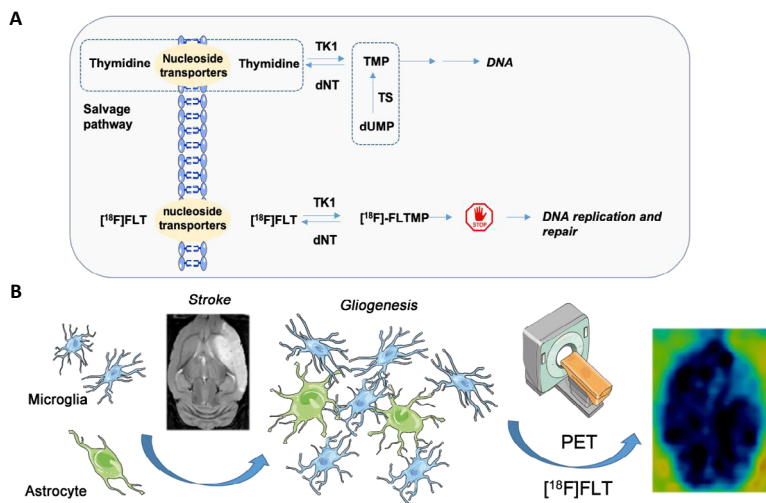 A
Thymidine
Nucleoside
transporters
Thymidine
TK1
dNT
TMP
TS
dUMP
DNA
Salvage
pathway
[18F]FLT
nucleoside
transporters
[18F]FLT
TK1
dNT
[18F]-FLTMP
STOP
DNA replication and
repair
B
Stroke
Gliogenesis
Microglia
Astrocyte
PET
[18F]FLT